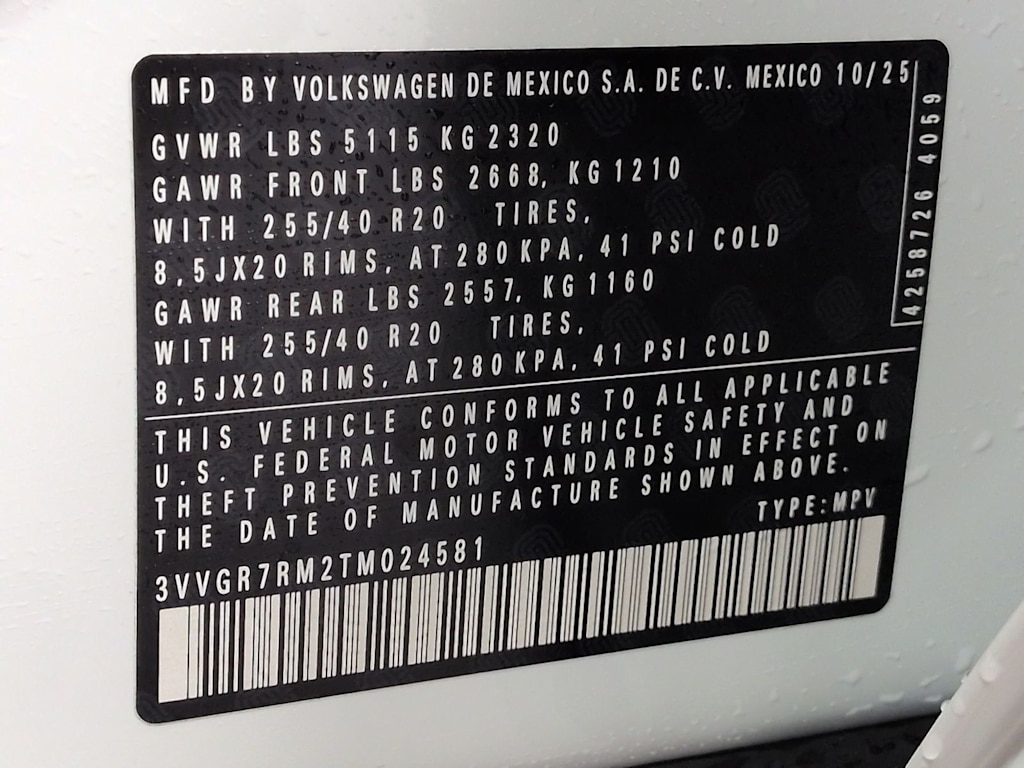 MFD BY VOLKSWAGEN DE MEXICO S.A. DE C.V. MEXICO 10/25
GVWR LBS 5115 KG 2320
GAWR FRONT LBS 2668, KG 1210
WITH 255/40 R20 TIRES,
8,5JX20 RIMS, AT 280 KPA, 41 PSI COLD
GAWR REAR LBS 2557, KG 1160
WITH 255/40 R20 TIRES,
8,5JX20 RIMS, AT 280 KPA, 41 PSI COLD
4258726 4059
THIS VEHICLE CONFORMS TO ALL APPLICABLE
U.S. FEDERAL MOTOR VEHICLE SAFETY AND
THEFT PREVENTION STANDARDS IN EFFECT ON
THE DATE OF MANUFACTURE SHOWN ABOVE.
3VVGR7RM2TM024581 TYPE: MPV